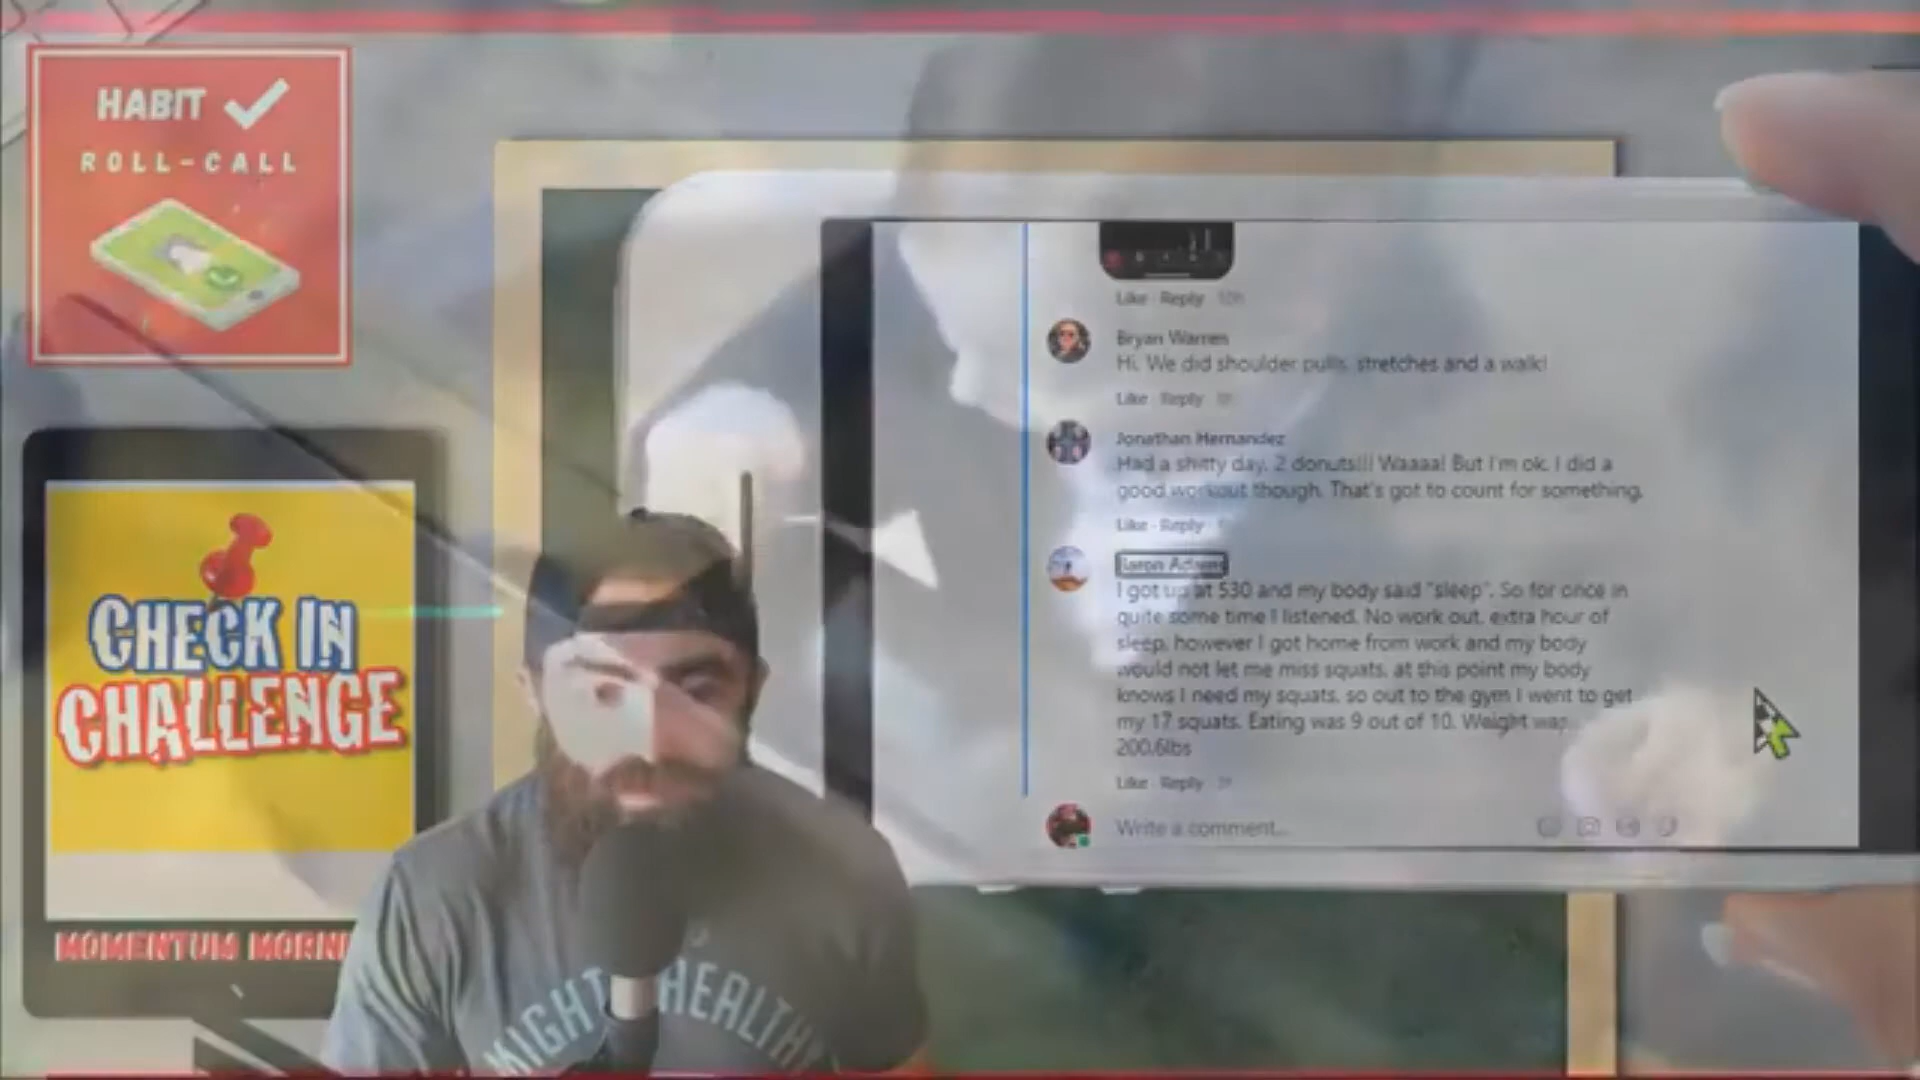 HABIT
ROLL-CALL
CHECK IN
CHALLENGE
MOMENTUM MORNI
MIGHT HEALTHY
Like Reply 10h
Bryan Warren
Hi. We did shoulder pulls, stretches and a walk!
Like Reply
Jonathan Hernandez
Had a shitty day. 2 donuts!!! Waaaa! But I'm ok. I did a
good workout though. That's got to count for something.
Like Reply
Aaron Adams
I got up at 530 and my body said "sleep". So for once in
quite some time I listened. No work out, extra hour of
sleep, however I got home from work and my body
would not let me miss squats, at this point my body
knows I need my squats, so out to the gym I went to get
my 17 squats. Eating was 9 out of 10. Weight was
200.6lbs
Like Reply
Write a comment...